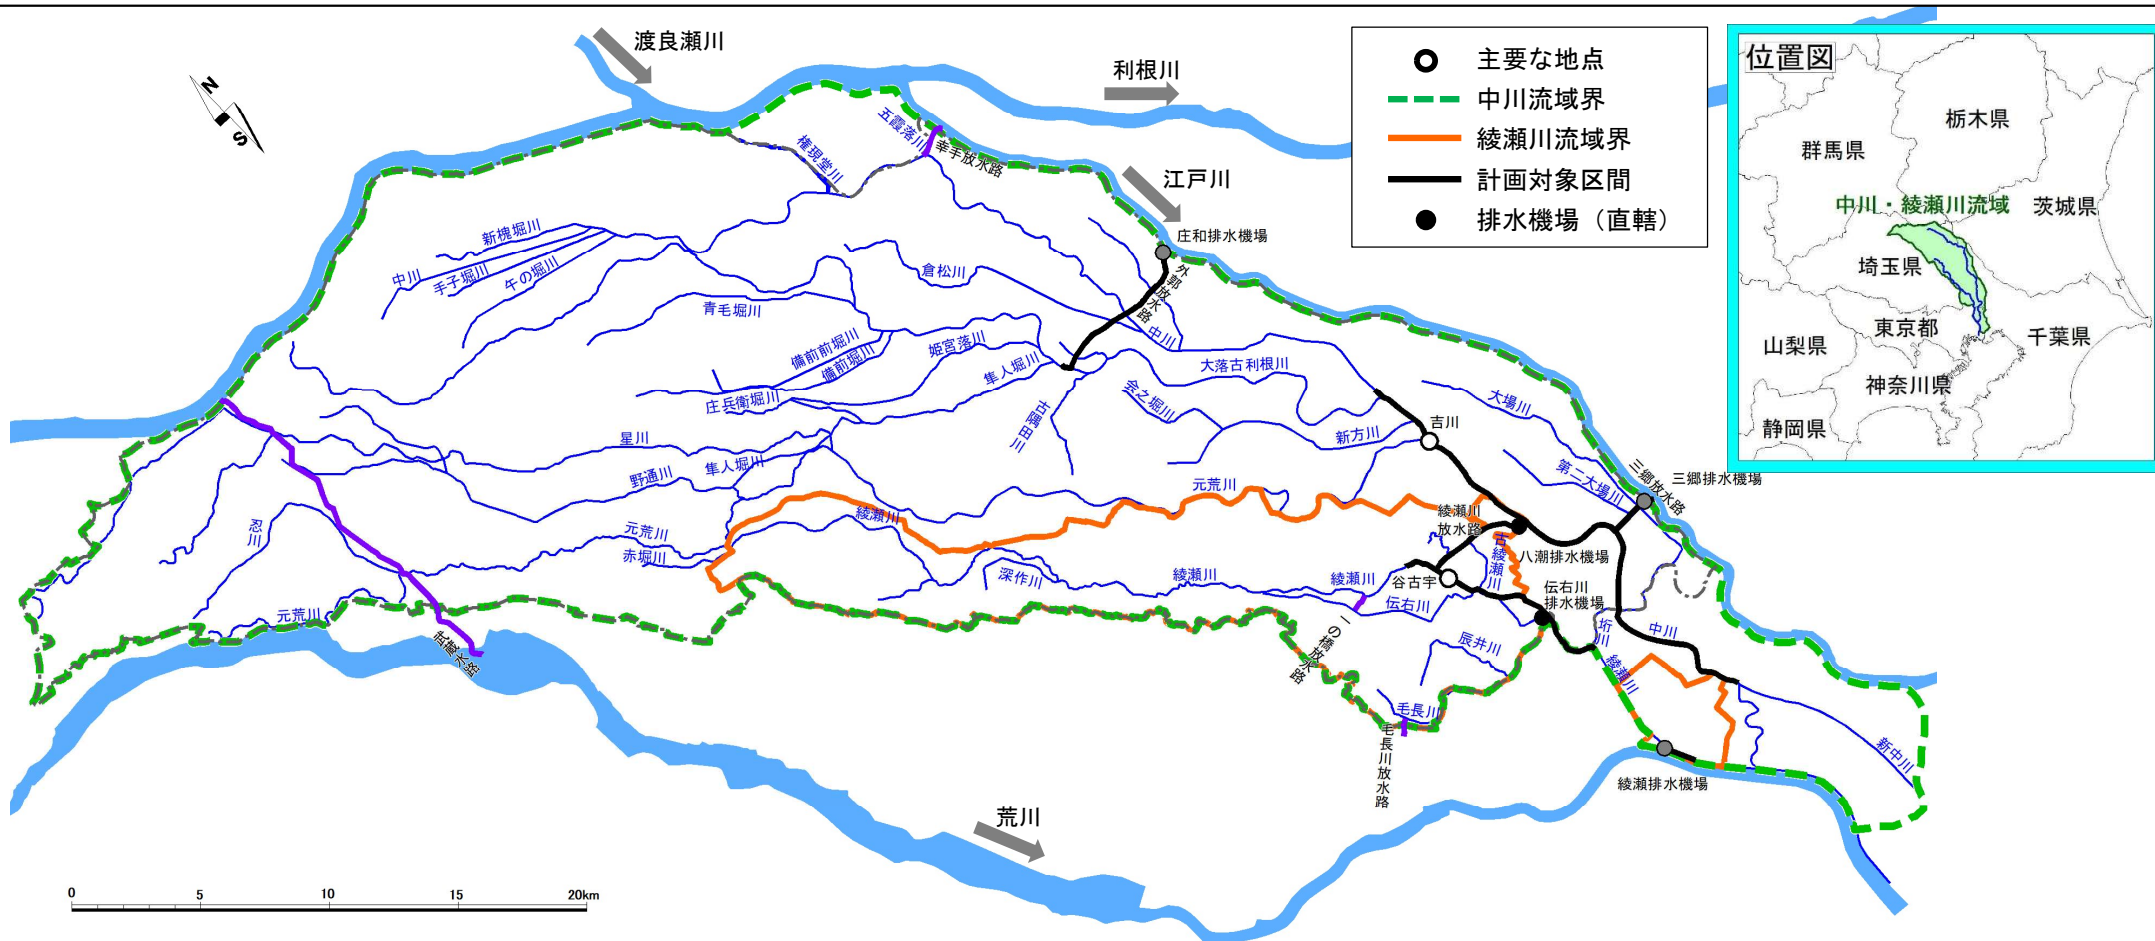 渡良瀬川
利根川
江戸川
荒川
N
S
主要な地点
中川流域界
綾瀬川流域界
計画対象区間
排水機場（直轄）
位置図
栃木県
群馬県
中川・綾瀬川流域
茨城県
埼玉県
東京都
千葉県
山梨県
神奈川県
静岡県
五霞落川
幸手放水路
権現堂川
庄和排水機場
外郭放水路
新槐堀川
中川
手子堀川
午の堀川
倉松川
青毛堀川
中川
備前前堀川
備前堀川
姫宮落川
隼人堀川
庄兵衛堀川
大落古利根川
会之堀川
古隅田川
大場川
吉川
新方川
星川
野通川
隼人堀川
第二大場川
三郷放水路
三郷排水機場
元荒川
綾瀬川
綾瀬川
放水路
古綾瀬川
八潮排水機場
忍川
元荒川
赤堀川
深作川
綾瀬川
綾瀬川
谷古宇
伝右川
伝右川
排水機場
元荒川
武蔵水路
一の橋放水路
辰井川
垳川
中川
綾瀬川
毛長川
毛長川放水路
新中川
綾瀬排水機場
0
5
10
15
20km